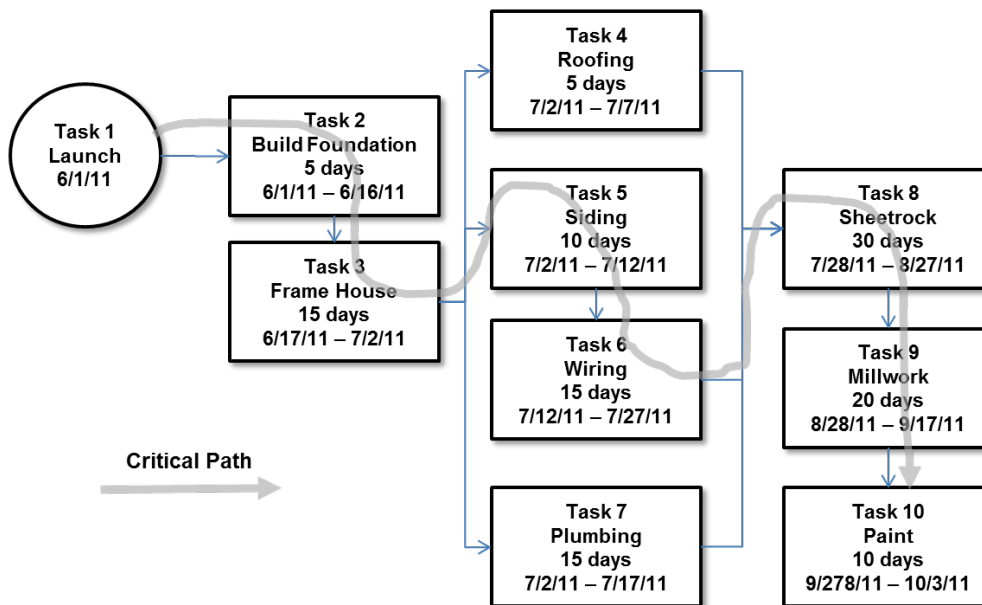 Task 1
Launch
6/1/11
Task 2
Build Foundation
5 days
6/1/11 – 6/16/11
Task 3
Frame House
15 days
6/17/11 – 7/2/11
Task 4
Roofing
5 days
7/2/11 – 7/7/11
Task 5
Siding
10 days
7/2/11 – 7/12/11
Task 6
Wiring
15 days
7/12/11 – 7/27/11
Task 7
Plumbing
15 days
7/2/11 – 7/17/11
Task 8
Sheetrock
30 days
7/28/11 – 8/27/11
Task 9
Millwork
20 days
8/28/11 – 9/17/11
Task 10
Paint
10 days
9/278/11 – 10/3/11
Critical Path